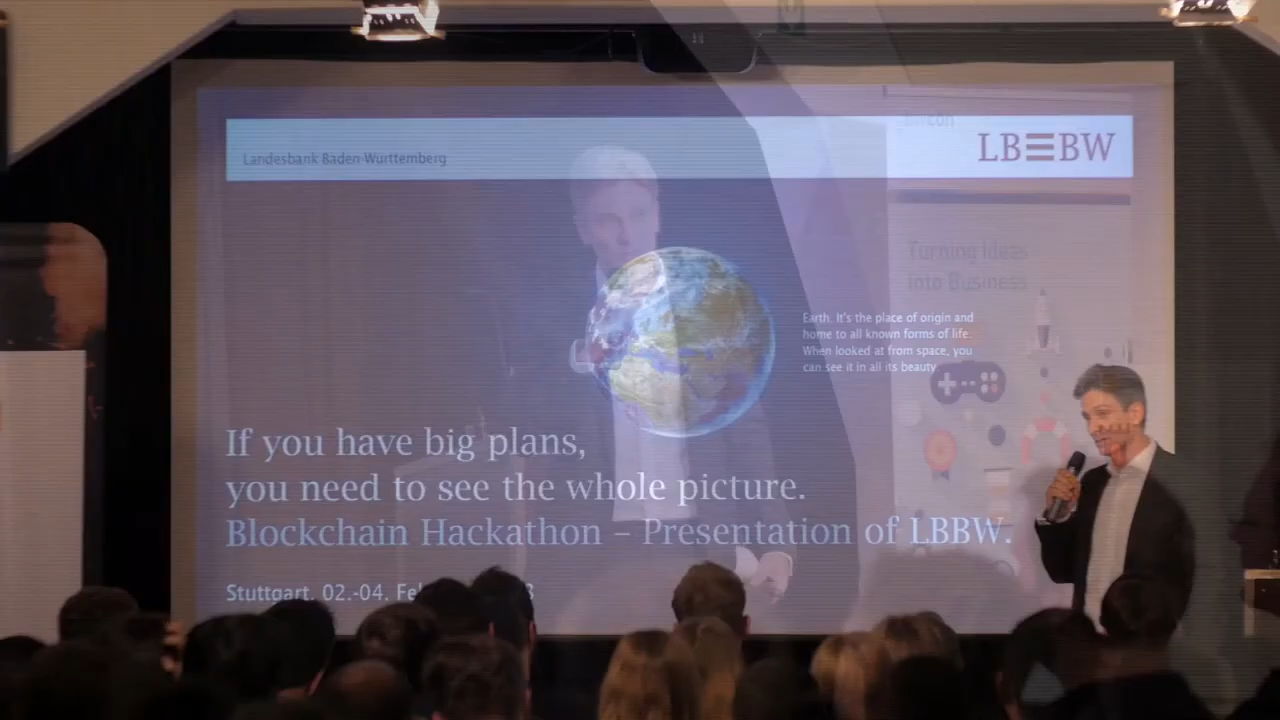 Landesbank Baden-Württemberg
LB≡BW
Turning Ideas
into Business
Earth. It's the place of origin and
home to all known forms of life.
When looked at from space, you
can see it in all its beauty
If you have big plans,
you need to see the whole picture.
Blockchain Hackathon – Presentation of LBBW.
Stuttgart, 02.-04.